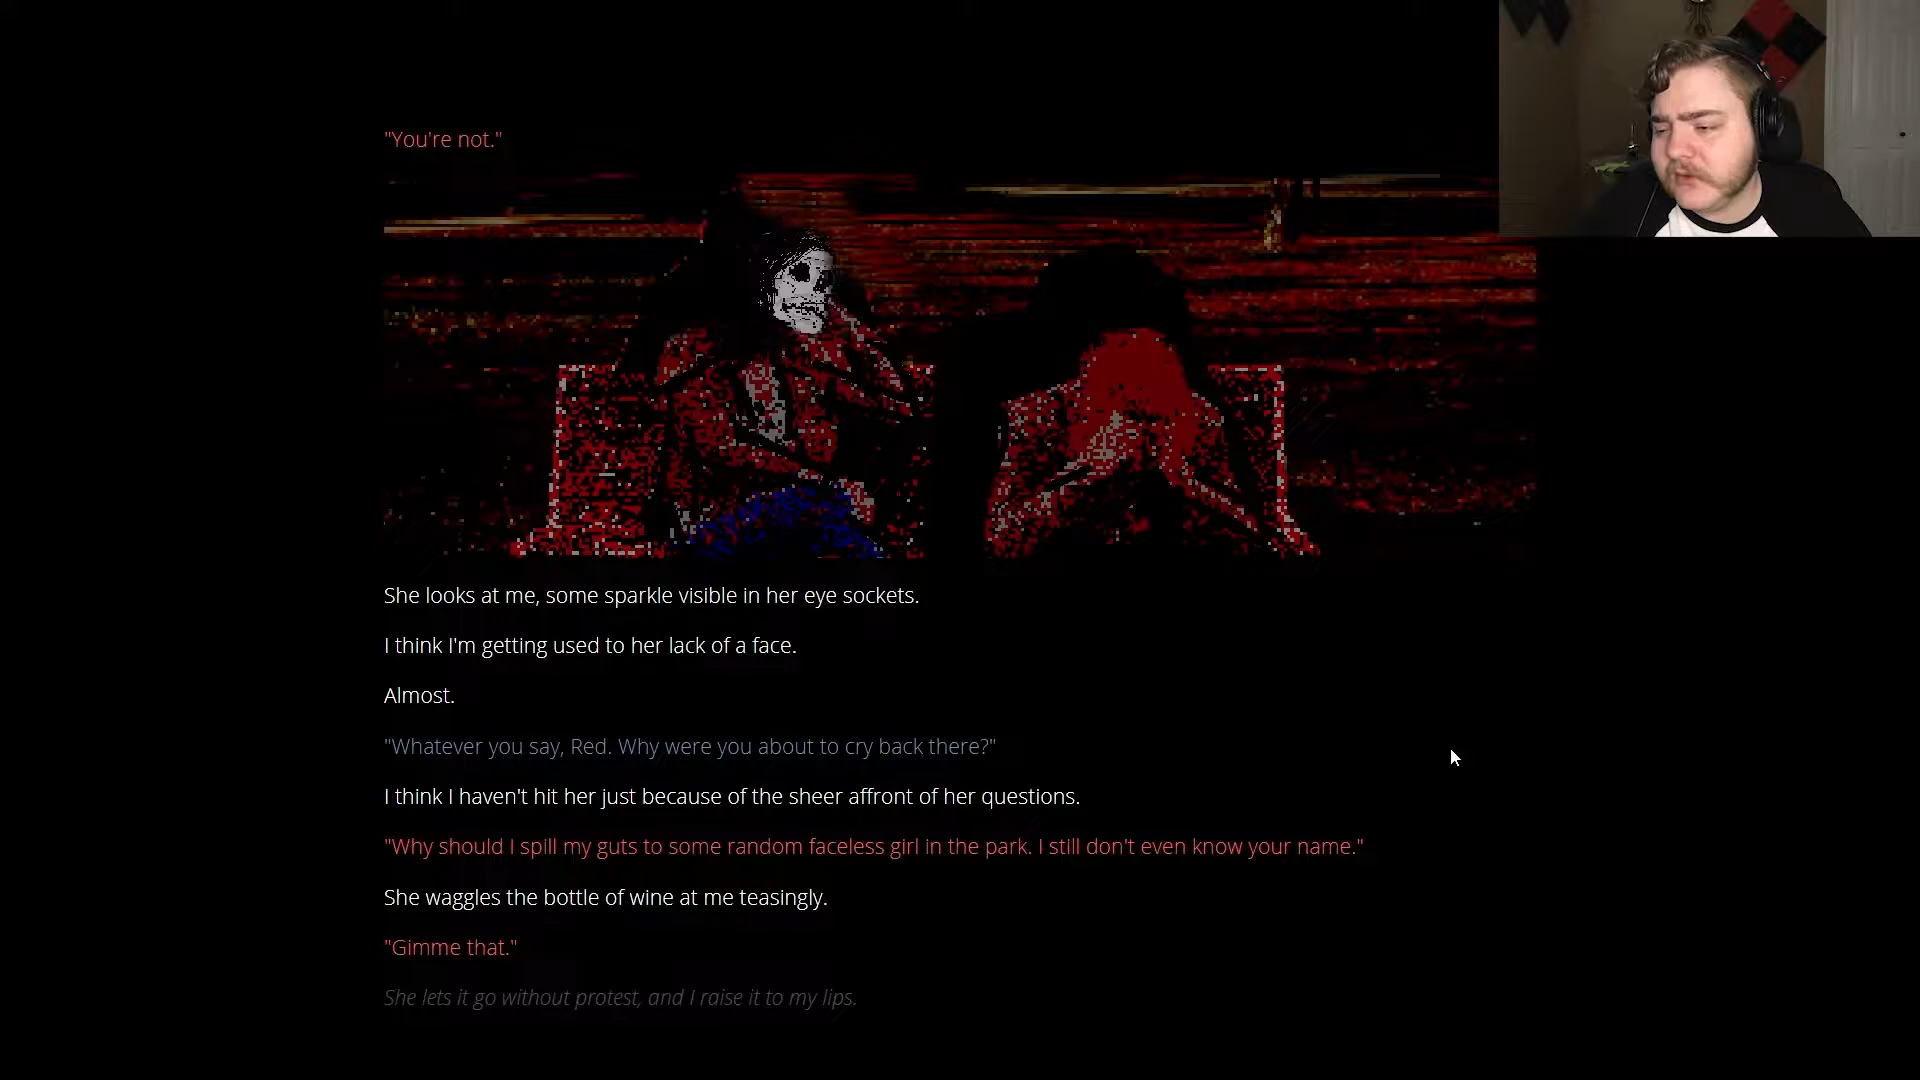 "You're not."
She looks at me, some sparkle visible in her eye sockets.
I think I'm getting used to her lack of a face.
Almost.
"Whatever you say, Red. Why were you about to cry back there?"
I think I haven't hit her just because of the sheer affront of her questions.
"Why should I spill my guts to some random faceless girl in the park. I still don't even know your name."
She waggles the bottle of wine at me teasingly.
"Gimme that."
She lets it go without protest, and I raise it to my lips.